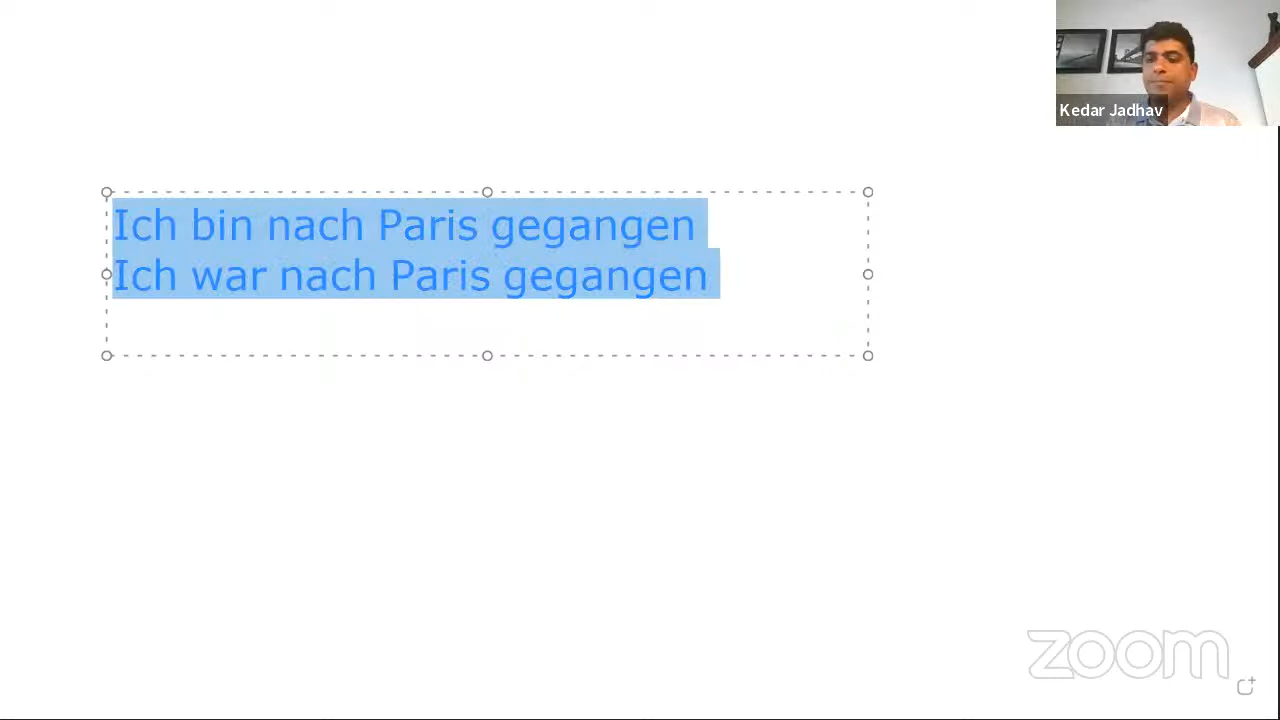 Kedar Jadhav
Ich bin nach Paris gegangen
Ich war nach Paris gegangen
zoom